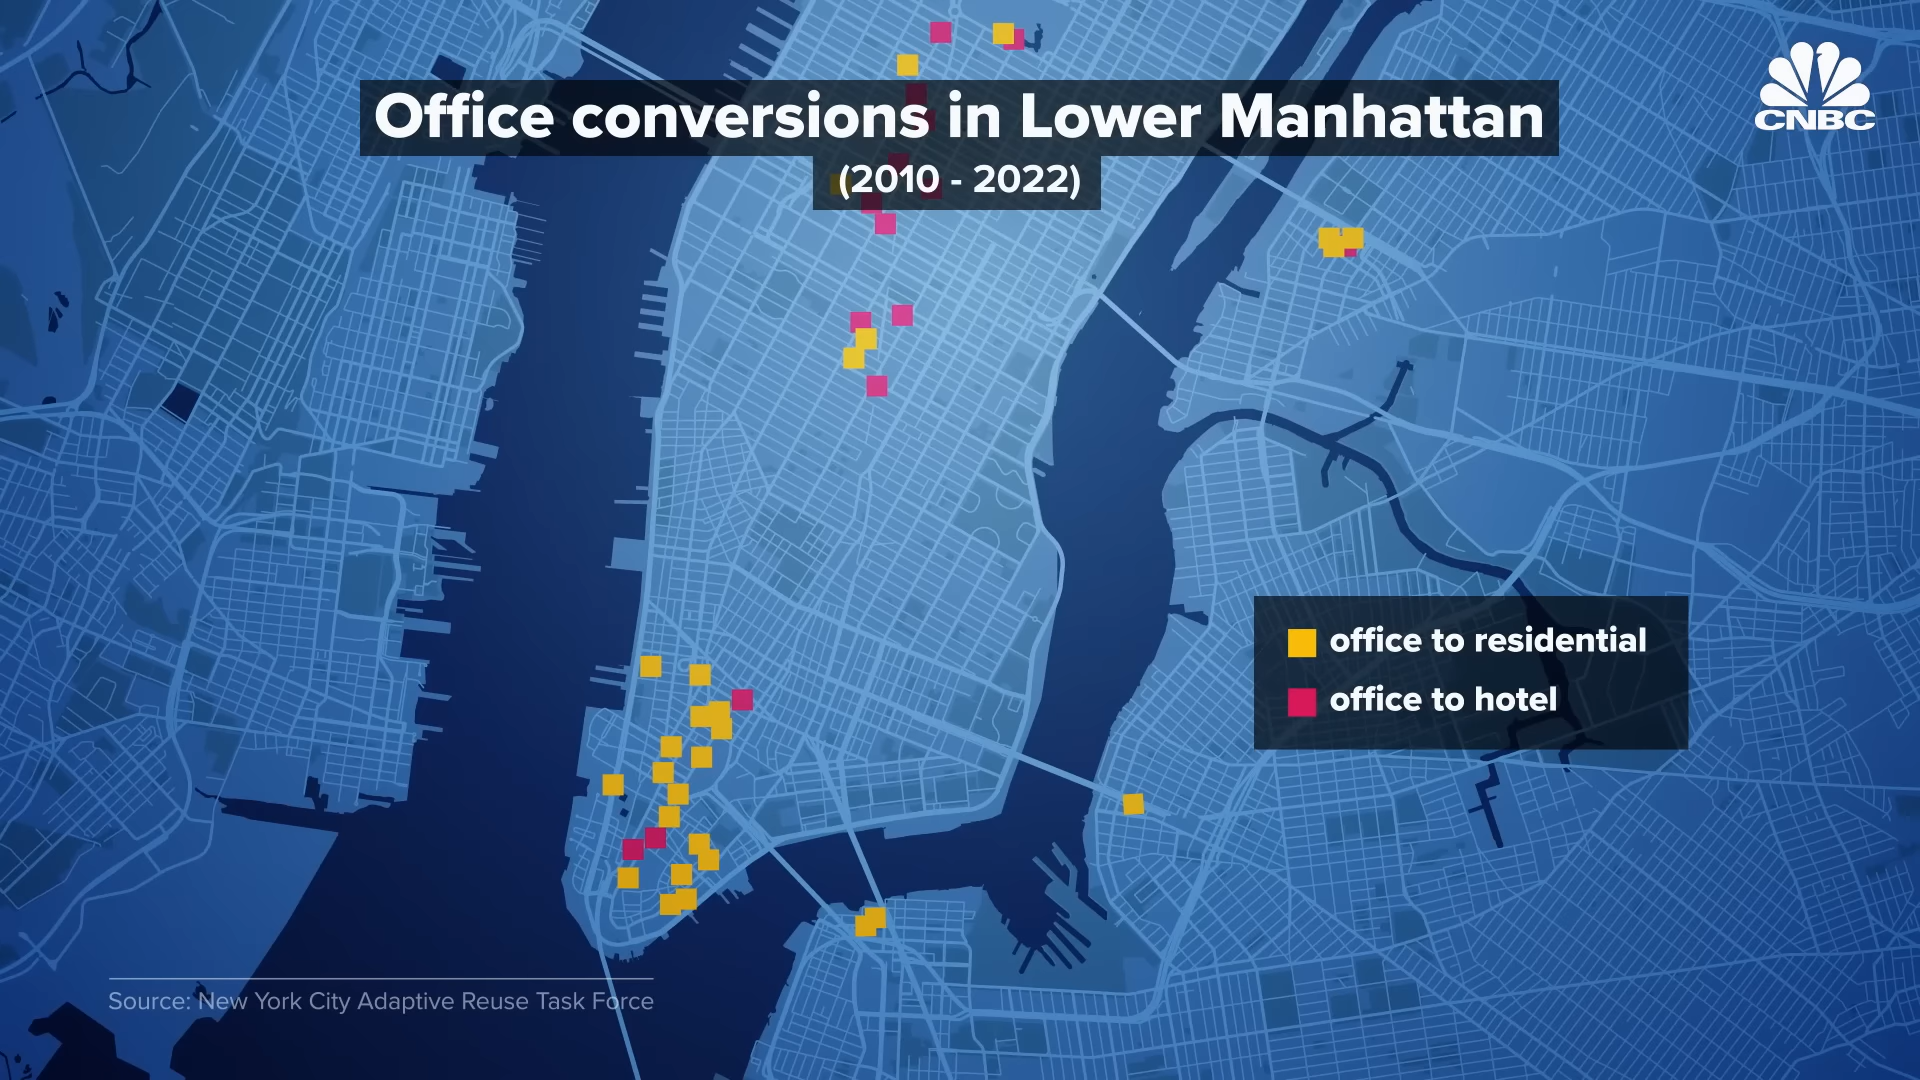 Office conversions in Lower Manhattan
(2010 - 2022)
CNBC
office to residential
office to hotel
Source: New York City Adaptive Reuse Task Force